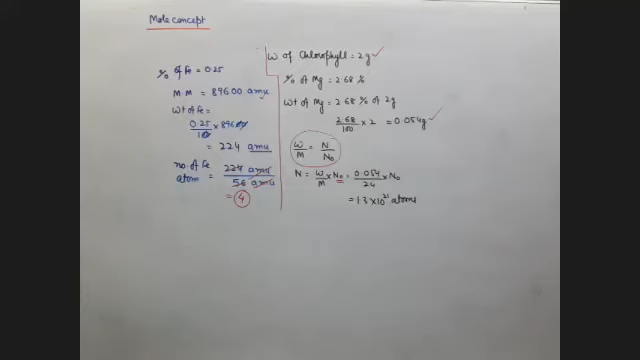 Mole concept
% of Fe = 0.25
M M = 89600 amu
wt of Fe =
0.25/100 × 89600
= 224 amu
no. of Fe atom = 224 amu/56 amu
= 4
W of Chlorophyll = 2g ✓
% of Mg = 2.68 %
Wt of Mg = 2.68 % of 2g
2.68/100 × 2 = 0.054g ✓
W/M = N/N₀
N = W/M × N₀ = 0.054/24 × N₀
= 1.3 × 10²¹ atoms